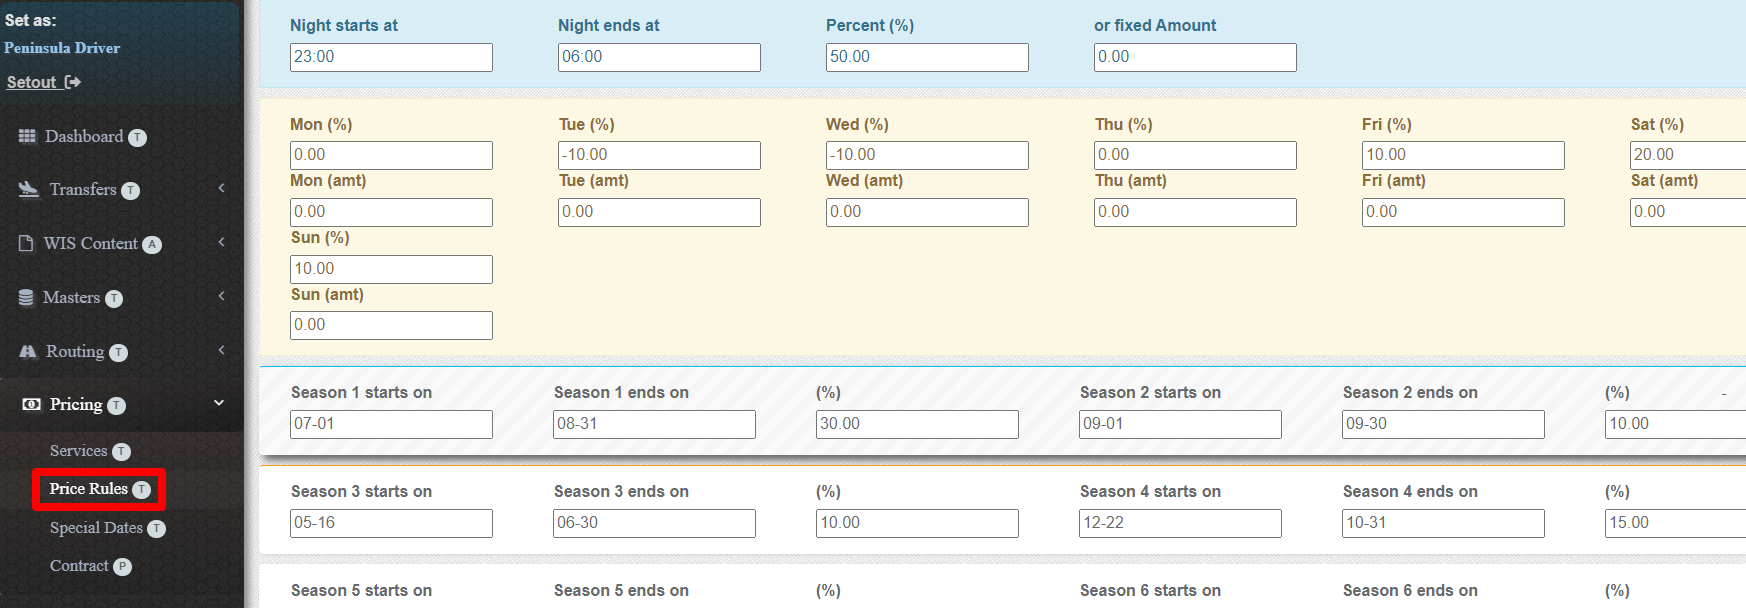 Set as:
Peninsula Driver
Setout
Dashboard T
Transfers T
WIS Content A
Masters T
Routing T
Pricing T
Services T
Price Rules T
Special Dates T
Contract P
Night starts at Night ends at Percent (%) or fixed Amount
23:00 06:00 50.00 0.00
Mon (%) Tue (%) Wed (%) Thu (%) Fri (%) Sat (%)
0.00 -10.00 -10.00 0.00 10.00 20.00
Mon (amt) Tue (amt) Wed (amt) Thu (amt) Fri (amt) Sat (amt)
0.00 0.00 0.00 0.00 0.00 0.00
Sun (%)
10.00
Sun (amt)
0.00
Season 1 starts on Season 1 ends on (%) Season 2 starts on Season 2 ends on (%) -
07-01 08-31 30.00 09-01 09-30 10.00
Season 3 starts on Season 3 ends on (%) Season 4 starts on Season 4 ends on (%)
05-16 06-30 10.00 12-22 10-31 15.00
Season 5 starts on Season 5 ends on (%) Season 6 starts on Season 6 ends on (%)